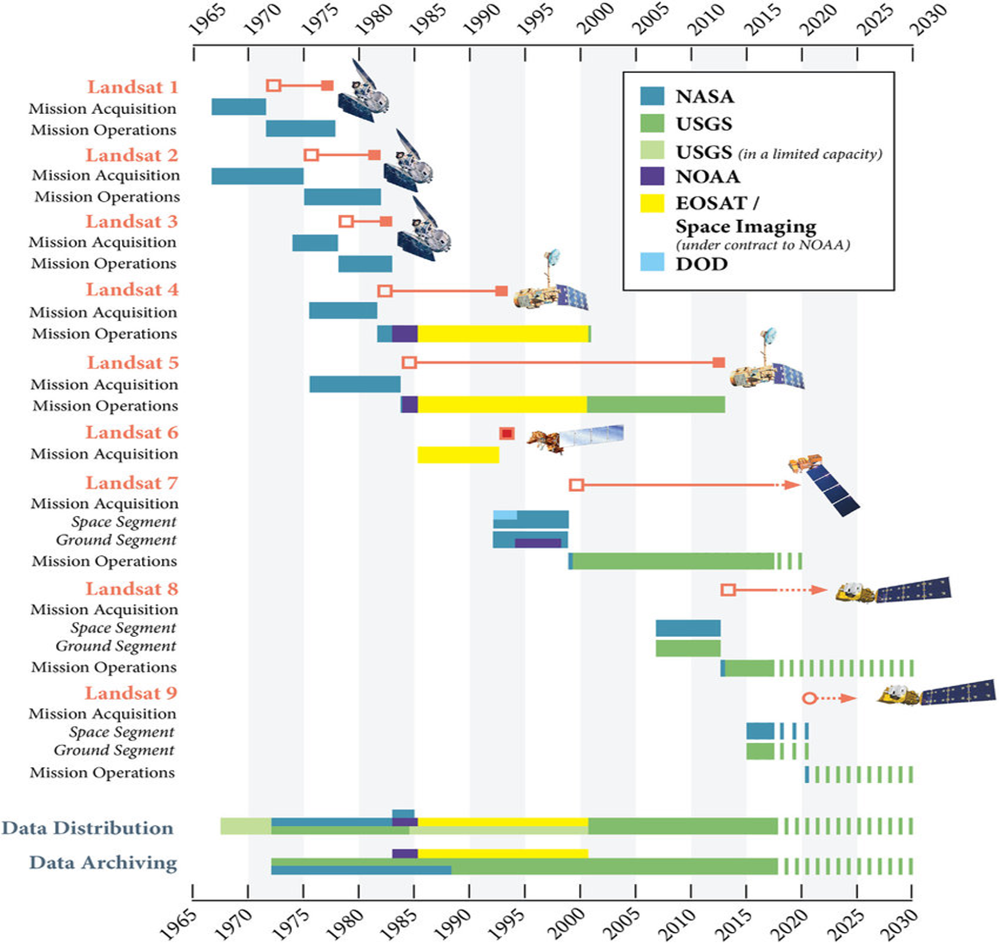 1965 1970 1975 1980 1985 1990 1995 2000 2005 2010 2015 2020 2025 2030
Landsat 1
Mission Acquisition
Mission Operations
Landsat 2
Mission Acquisition
Mission Operations
Landsat 3
Mission Acquisition
Mission Operations
Landsat 4
Mission Acquisition
Mission Operations
Landsat 5
Mission Acquisition
Mission Operations
Landsat 6
Mission Acquisition
Landsat 7
Mission Acquisition
Space Segment
Ground Segment
Mission Operations
Landsat 8
Mission Acquisition
Space Segment
Ground Segment
Mission Operations
Landsat 9
Mission Acquisition
Space Segment
Ground Segment
Mission Operations
Data Distribution
Data Archiving
NASA
USGS
USGS (in a limited capacity)
NOAA
EOSAT /
Space Imaging
(under contract to NOAA)
DOD
1965 1970 1975 1980 1985 1990 1995 2000 2005 2010 2015 2020 2025 2030